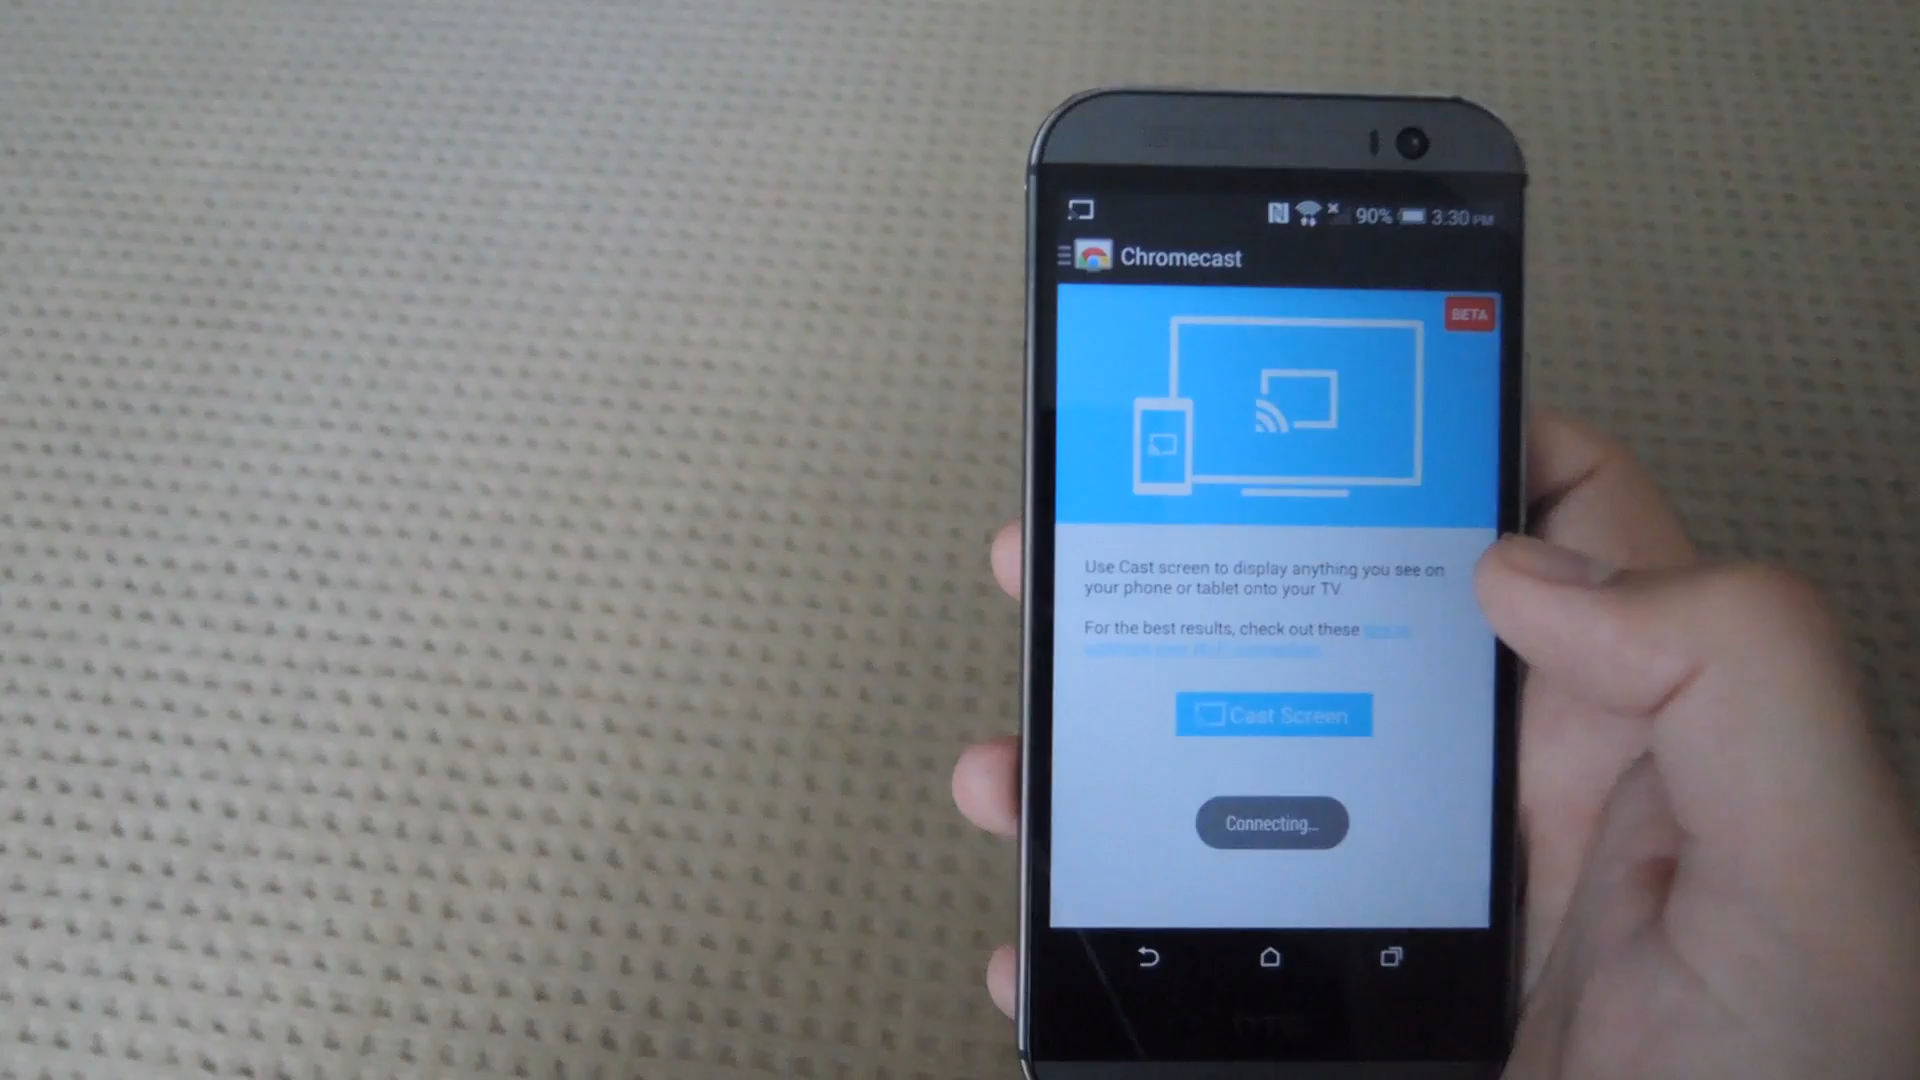 90% 3:30 PM
Chromecast
BETA
Use Cast screen to display anything you see on
your phone or tablet onto your TV.
For the best results, check out these
Cast Screen
Connecting...